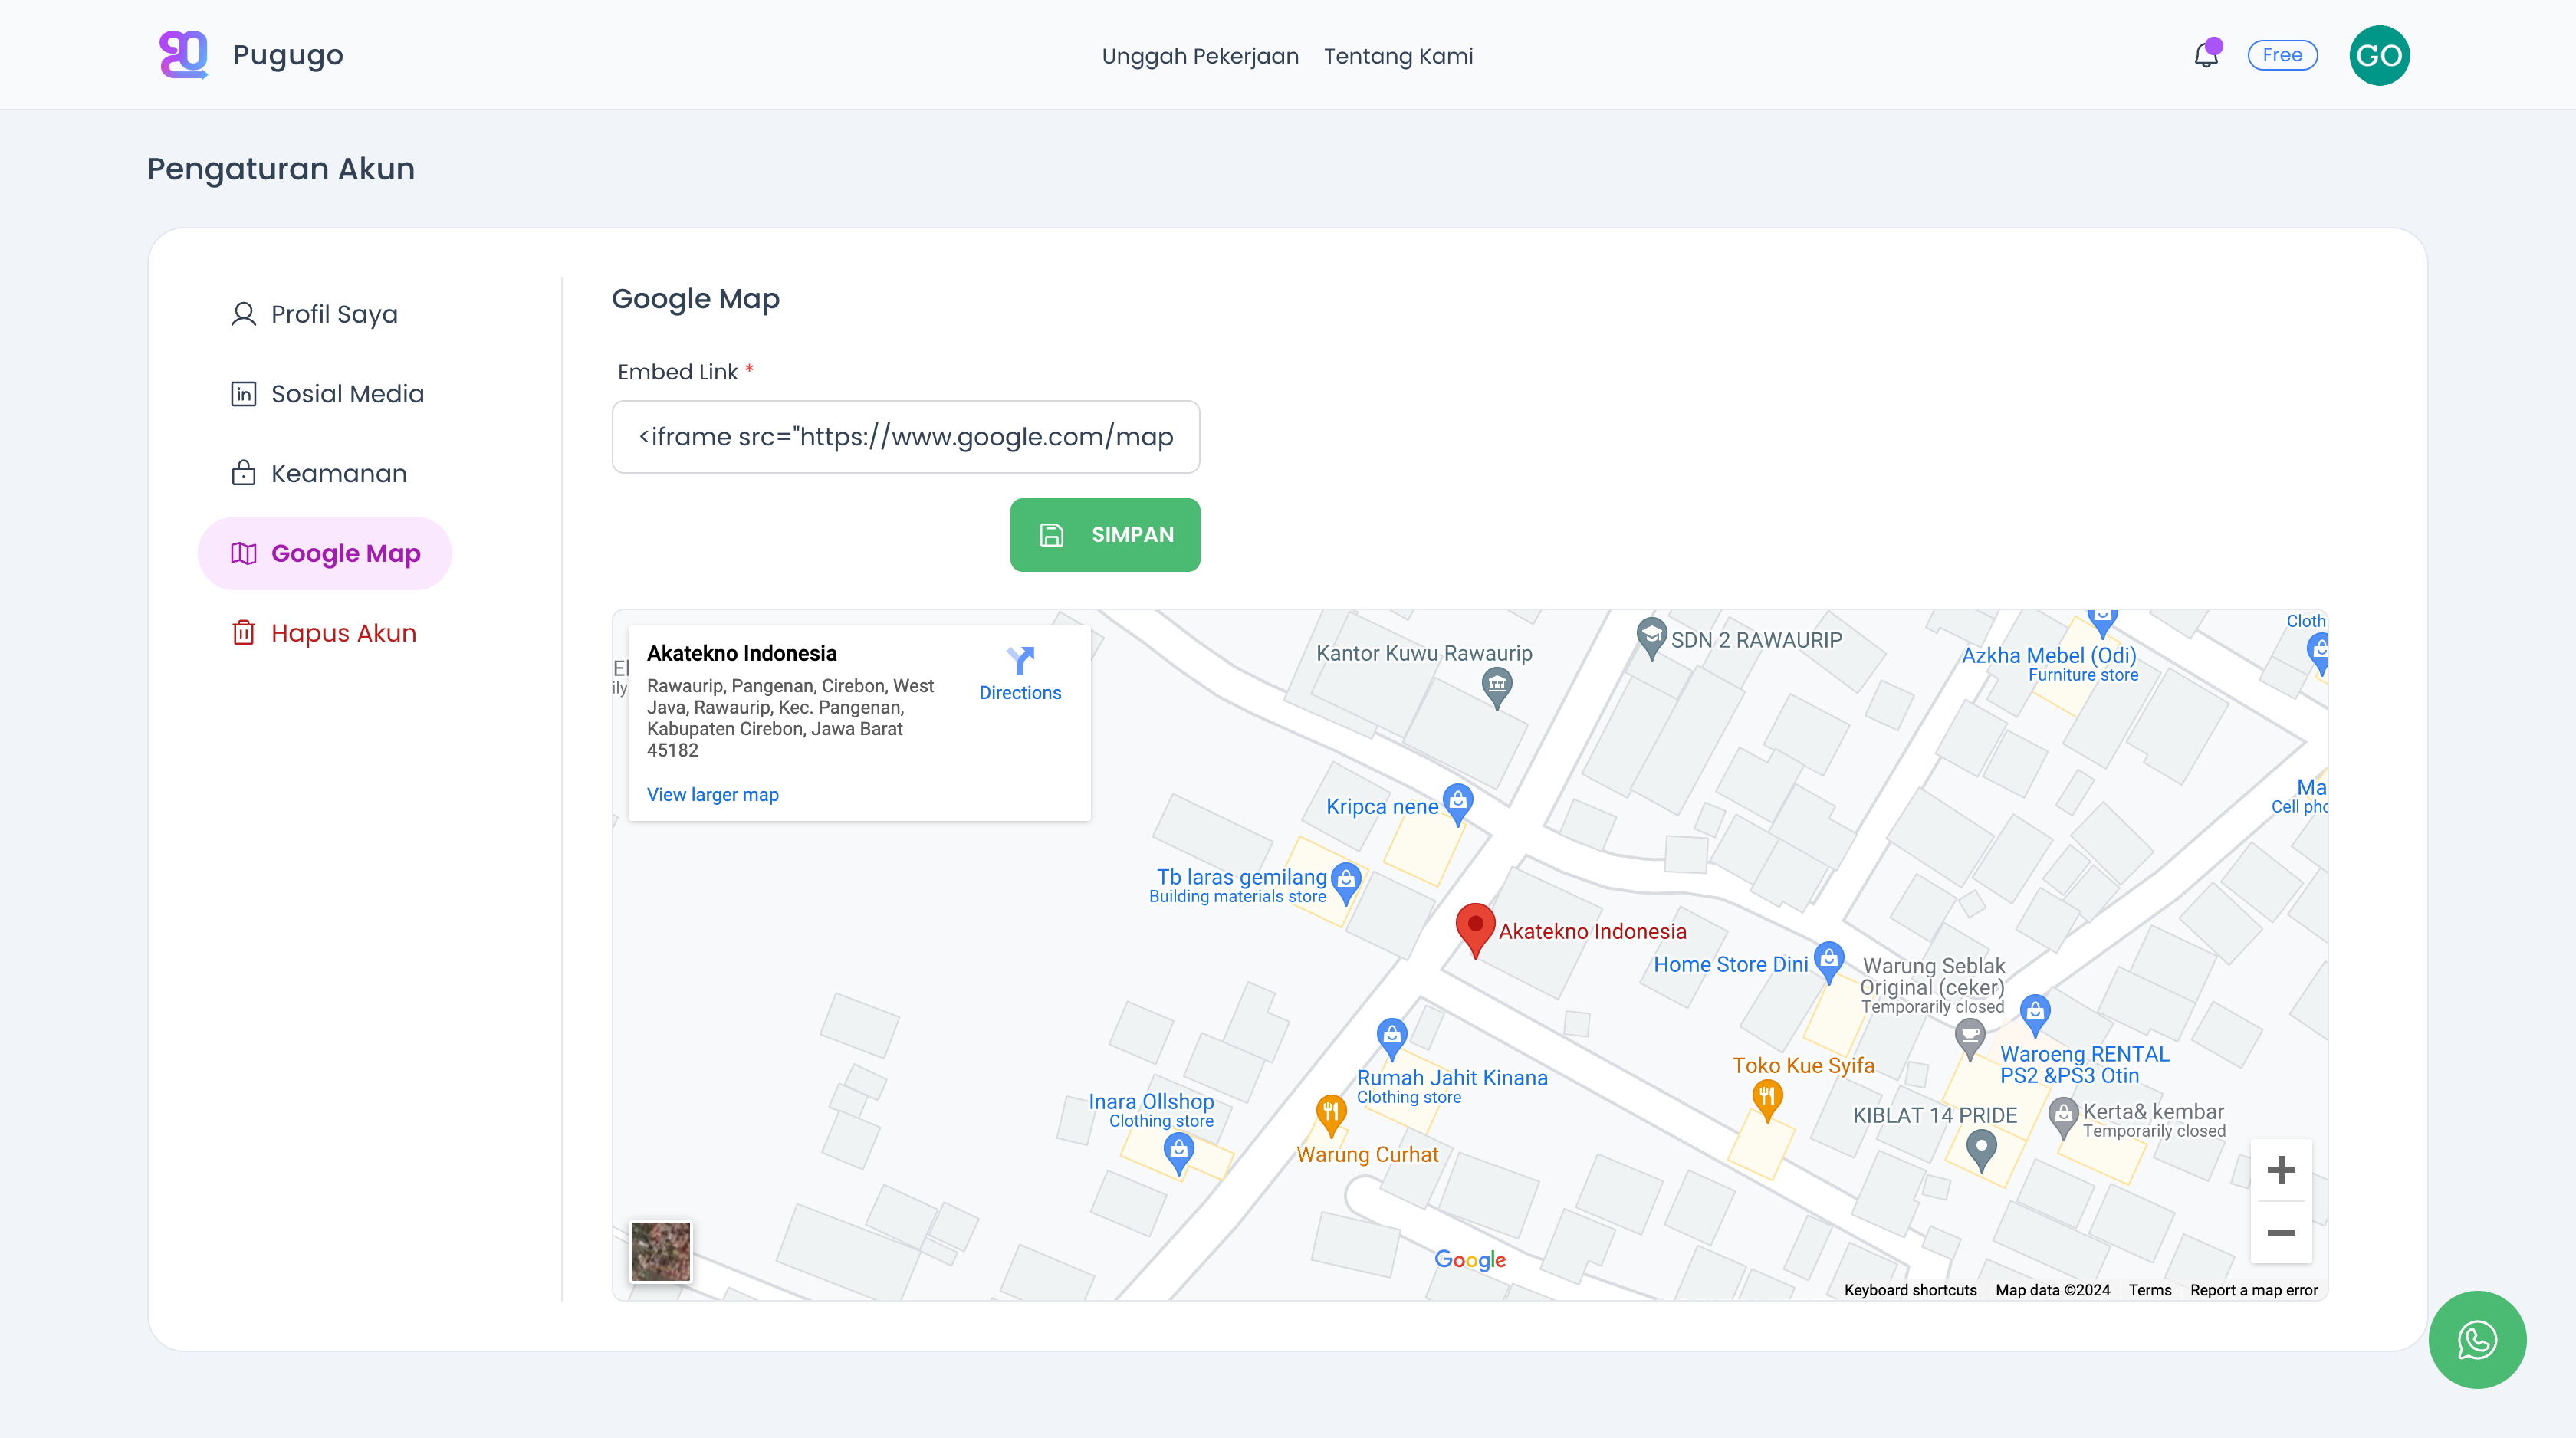 Pugugo
Unggah Pekerjaan
Tentang Kami
Free
GO
Pengaturan Akun
Profil Saya
Sosial Media
Keamanan
Google Map
Hapus Akun
Google Map
Embed Link *
<iframe src="https://www.google.com/map
SIMPAN
Akatekno Indonesia
Rawaurip, Pangenan, Cirebon, West
Java, Rawaurip, Kec. Pangenan,
Kabupaten Cirebon, Jawa Barat
45182
Directions
View larger map
Kantor Kuwu Rawaurip
SDN 2 RAWAURIP
Azkha Mebel (Odi)
Furniture store
Cloth
Ma
Cell pho
Kripca nene
Tb laras gemilang
Building materials store
Akatekno Indonesia
Home Store Dini
Warung Seblak
Original (ceker)
Temporarily closed
Waroeng RENTAL
PS2 &PS3 Otin
Toko Kue Syifa
Rumah Jahit Kinana
Clothing store
Inara Ollshop
Clothing store
Warung Curhat
KIBLAT 14 PRIDE
Kerta& kembar
Temporarily closed
Google
Keyboard shortcuts
Map data ©2024
Terms
Report a map error